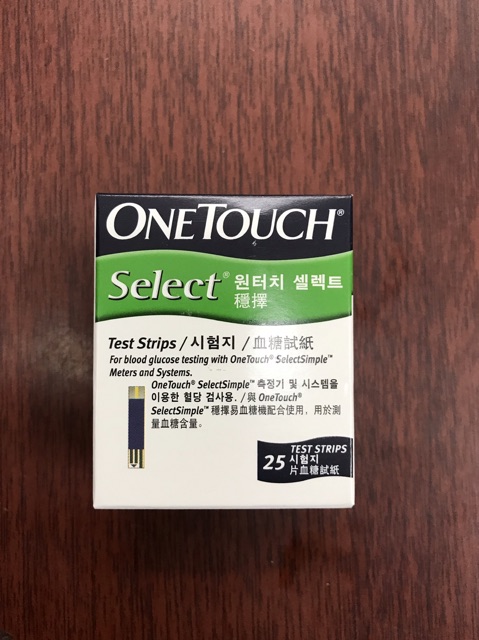 ONETOUCH®
Select® 원터치 셀렉트
穩擇
Test Strips / 시험지 / 血糖試紙
For blood glucose testing with OneTouch® SelectSimple™
Meters and Systems.
OneTouch® SelectSimple™ 측정기 및 시스템을
이용한 혈당 검사용. / 與 OneTouch®
SelectSimple™ 穩擇易血糖機配合使用，用於測
量血糖含量。
25 TEST STRIPS
시험지
片血糖試紙